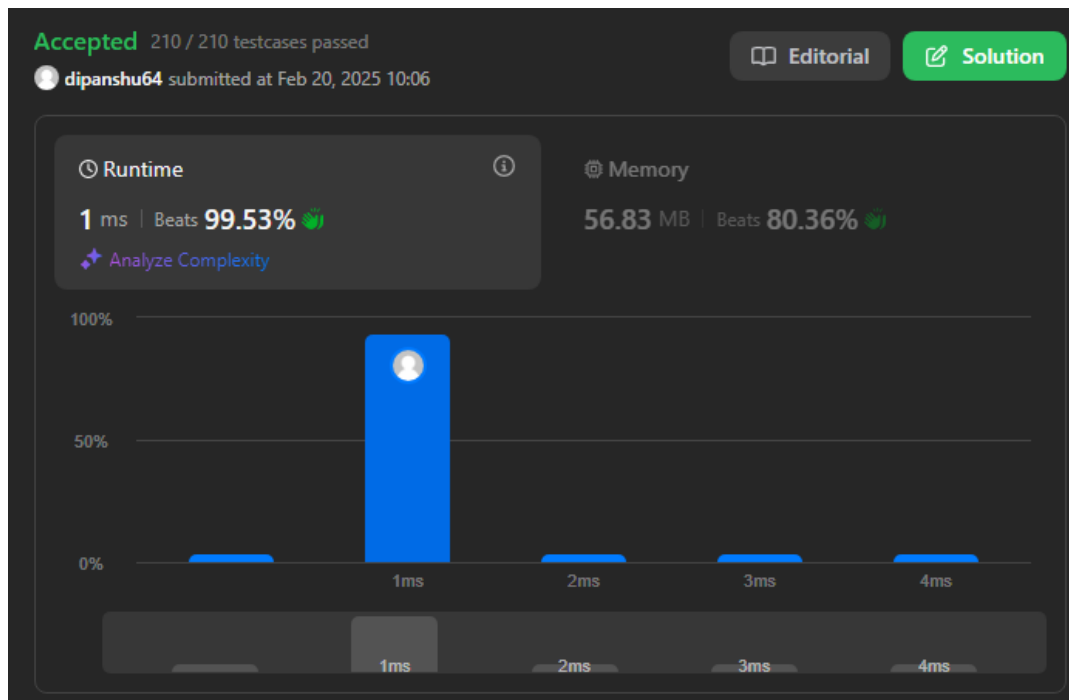 Accepted 210 / 210 testcases passed
dipanshu64 submitted at Feb 20, 2025 10:06
Editorial
Solution
Runtime
1 ms | Beats 99.53%
Analyze Complexity
Memory
56.83 MB | Beats 80.36%
100%
50%
0%
1ms 2ms 3ms 4ms
1ms 2ms 3ms 4ms